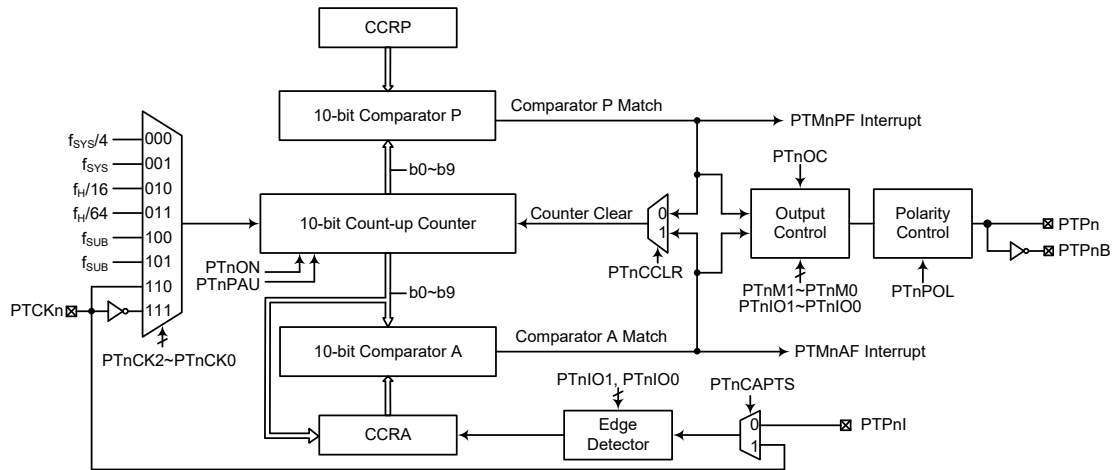 CCRP
10-bit Comparator P
Comparator P Match
PTMnPF Interrupt
b0~b9
fSYS/4
000
fSYS
001
fH/16
010
fH/64
011
fSUB
100
fSUB
101
110
111
PTCKn
PTnCK2~PTnCK0
10-bit Count-up Counter
PTnON
PTnPAU
Counter Clear
0
1
PTnCCLR
PTnOC
Output
Control
PTnM1~PTnM0
PTnIO1~PTnIO0
Polarity
Control
PTnPOL
PTPn
PTPnB
b0~b9
10-bit Comparator A
Comparator A Match
PTMnAF Interrupt
CCRA
PTnIO1, PTnIO0
Edge
Detector
PTnCAPTS
0
1
PTPnI